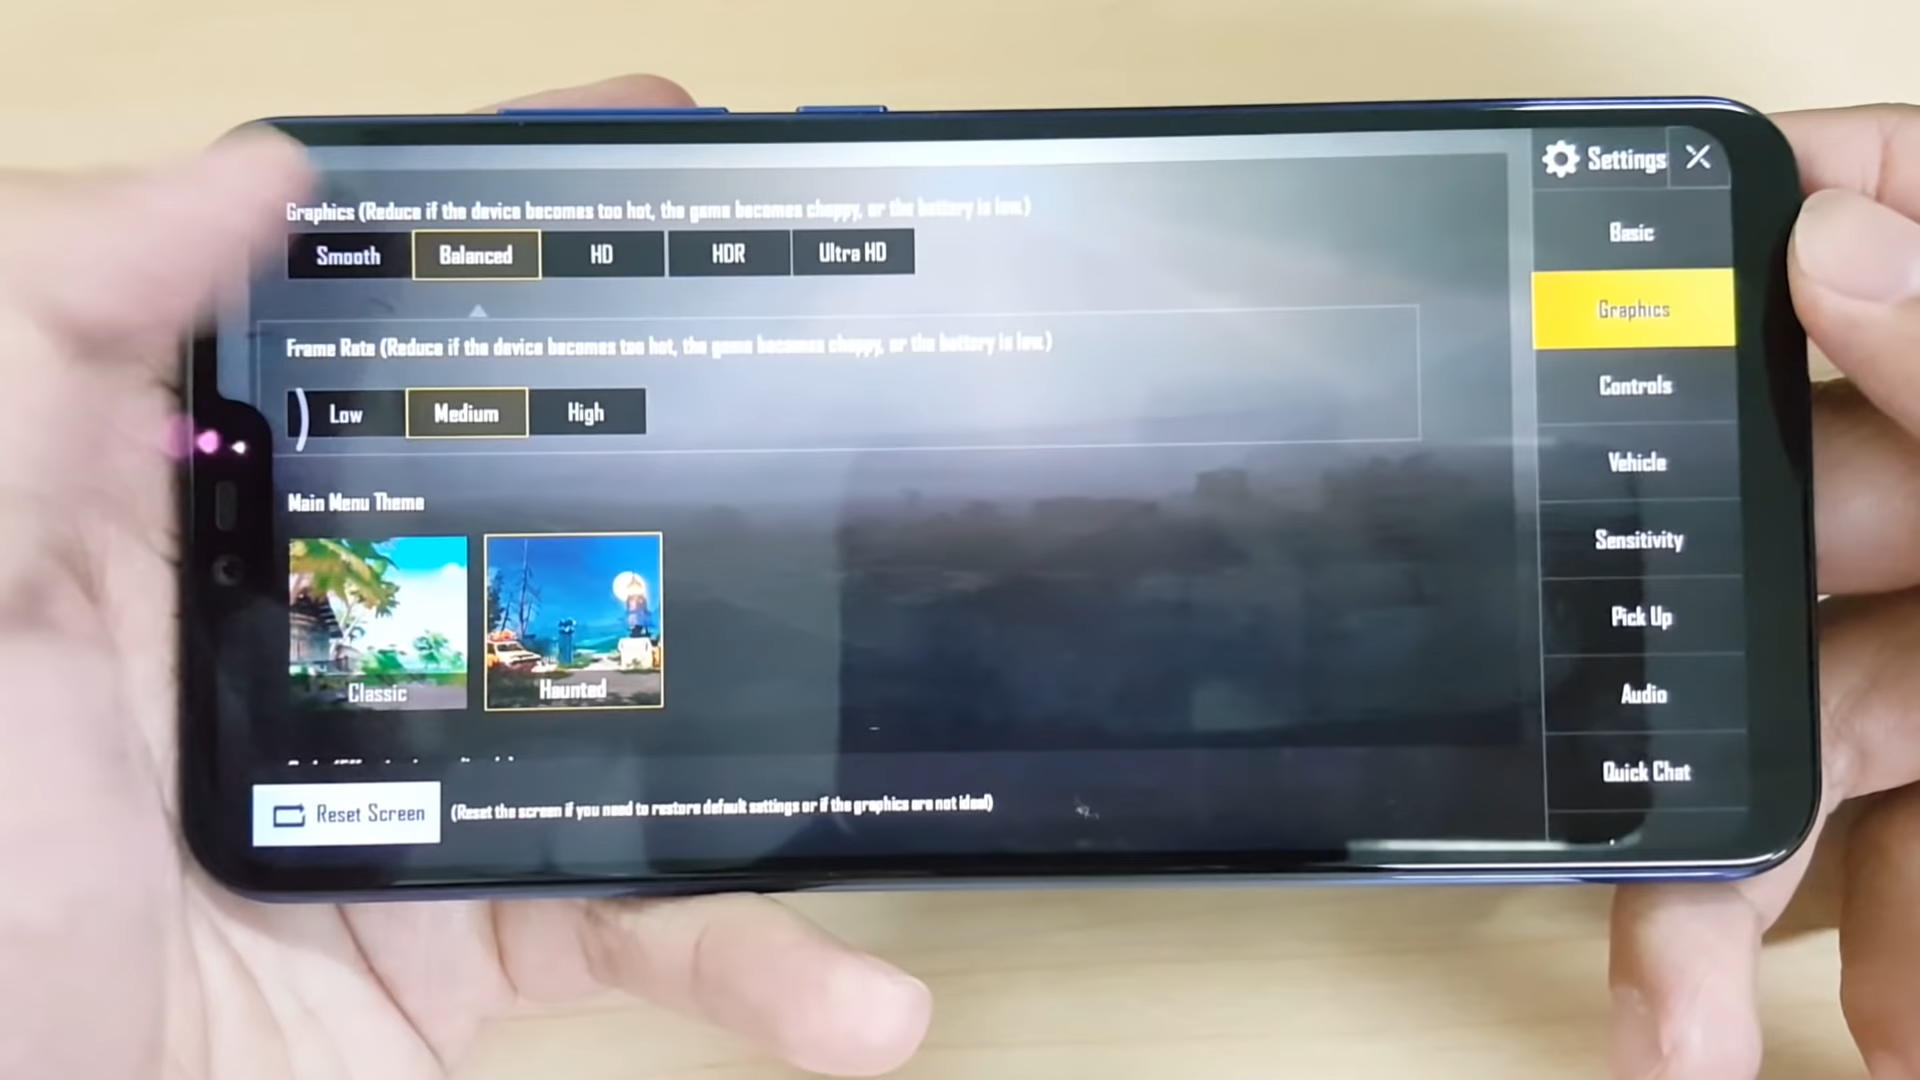 Graphics (Reduce if the device becomes too hot, the game becomes choppy, or the battery is low.)
Smooth
Balanced
HD
HDR
Ultra HD
Frame Rate (Reduce if the device becomes too hot, the game becomes choppy, or the battery is low.)
Low
Medium
High
Main Menu Theme
Classic
Haunted
Reset Screen
(Reset the screen if you need to restore default settings or if the graphics are not ideal)
Settings
Basic
Graphics
Controls
Vehicle
Sensitivity
Pick Up
Audio
Quick Chat